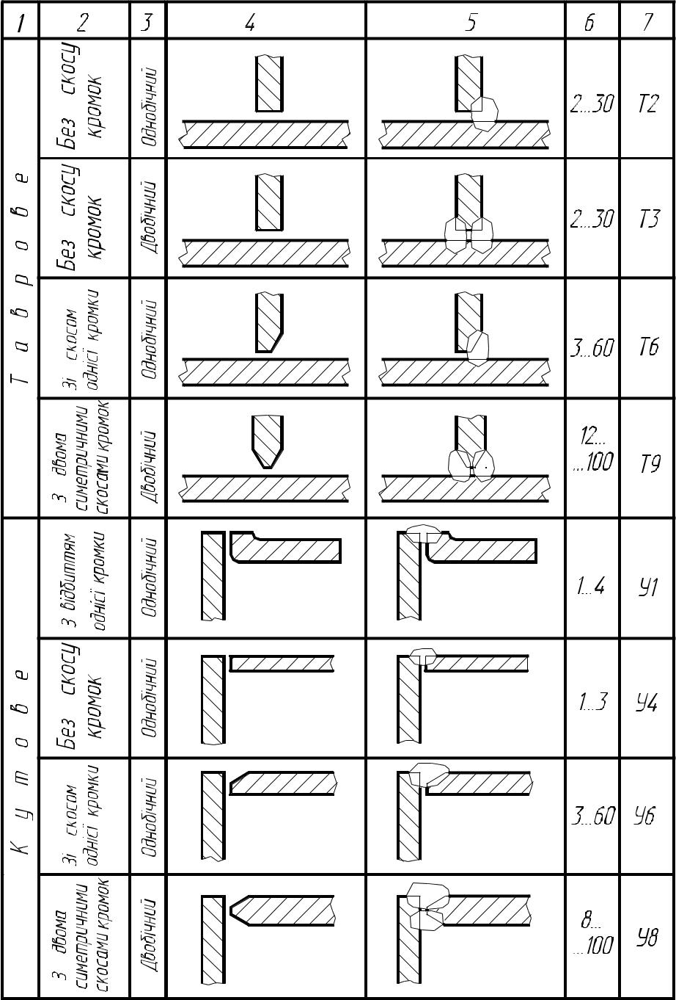 1 2 3 4 5 6 7
Таврове
Без скосу
кромок
Однобічний
2...30
Т2
Без скосу
кромок
Двобічний
2...30
Т3
Зі скосом
однієї кромки
Однобічний
3...60
Т6
З двома
симетричними
скосами кромок
Двобічний
12...
...100
Т9
Кутове
З відбиттям
однієї кромки
Однобічний
1...4
У1
Без скосу
кромок
Однобічний
1...3
У4
Зі скосом
однієї кромки
Однобічний
3...60
У6
З двома
симетричними
скосами кромок
Двобічний
8...
...100
У8